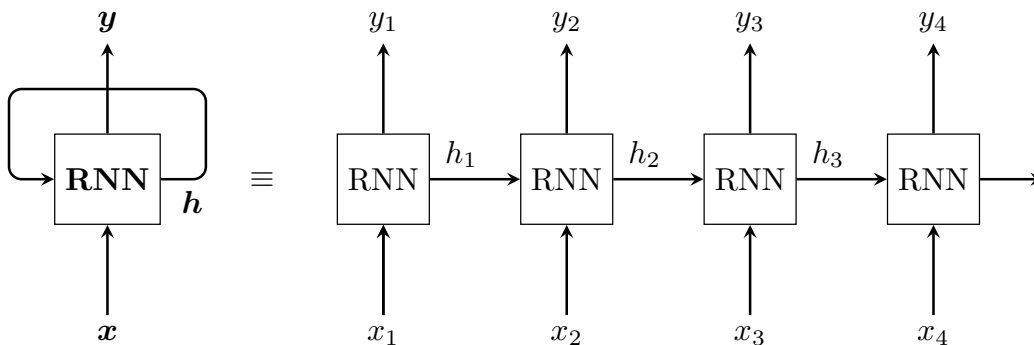 y y₁ y₂ y₃ y₄
h₁ h₂ h₃
RNN ≡ RNN RNN RNN RNN
h
x x₁ x₂ x₃ x₄